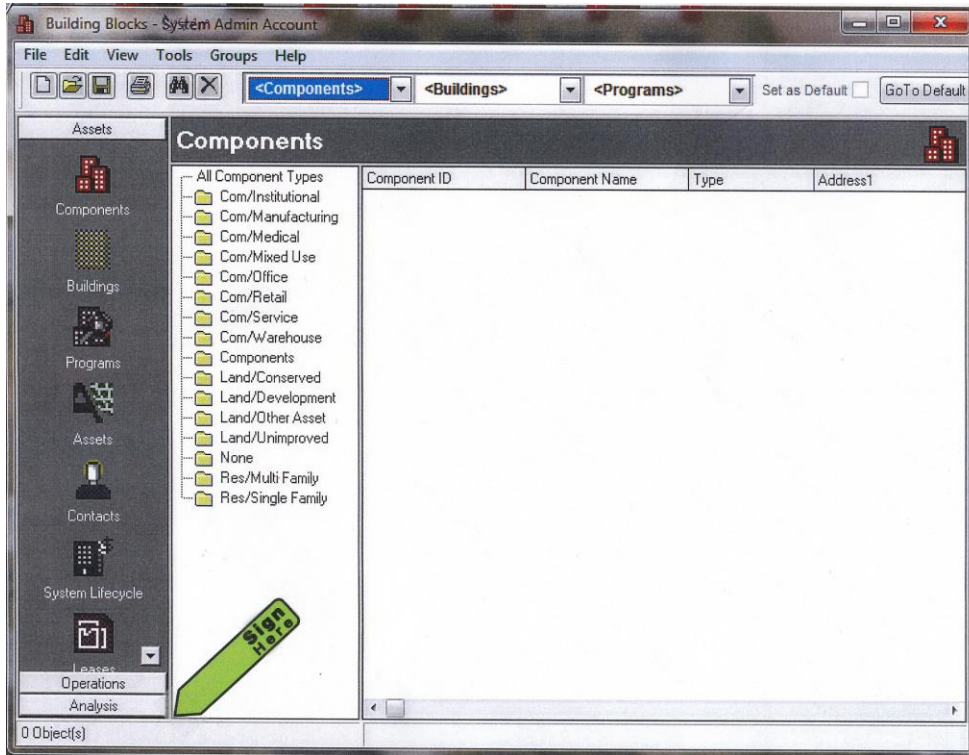 Building Blocks - System Admin Account
File Edit View Tools Groups Help
<Components> <Buildings> <Programs> Set as Default GoTo Default
Assets
Components
Buildings
Programs
Assets
Contacts
System Lifecycle
Leases
Operations
Analysis
Components
All Component Types
Com/Institutional
Com/Manufacturing
Com/Medical
Com/Mixed Use
Com/Office
Com/Retail
Com/Service
Com/Warehouse
Components
Land/Conserved
Land/Development
Land/Other Asset
Land/Unimproved
None
Res/Multi Family
Res/Single Family
Sign
Here
Component ID Component Name Type Address1
0 Object(s)